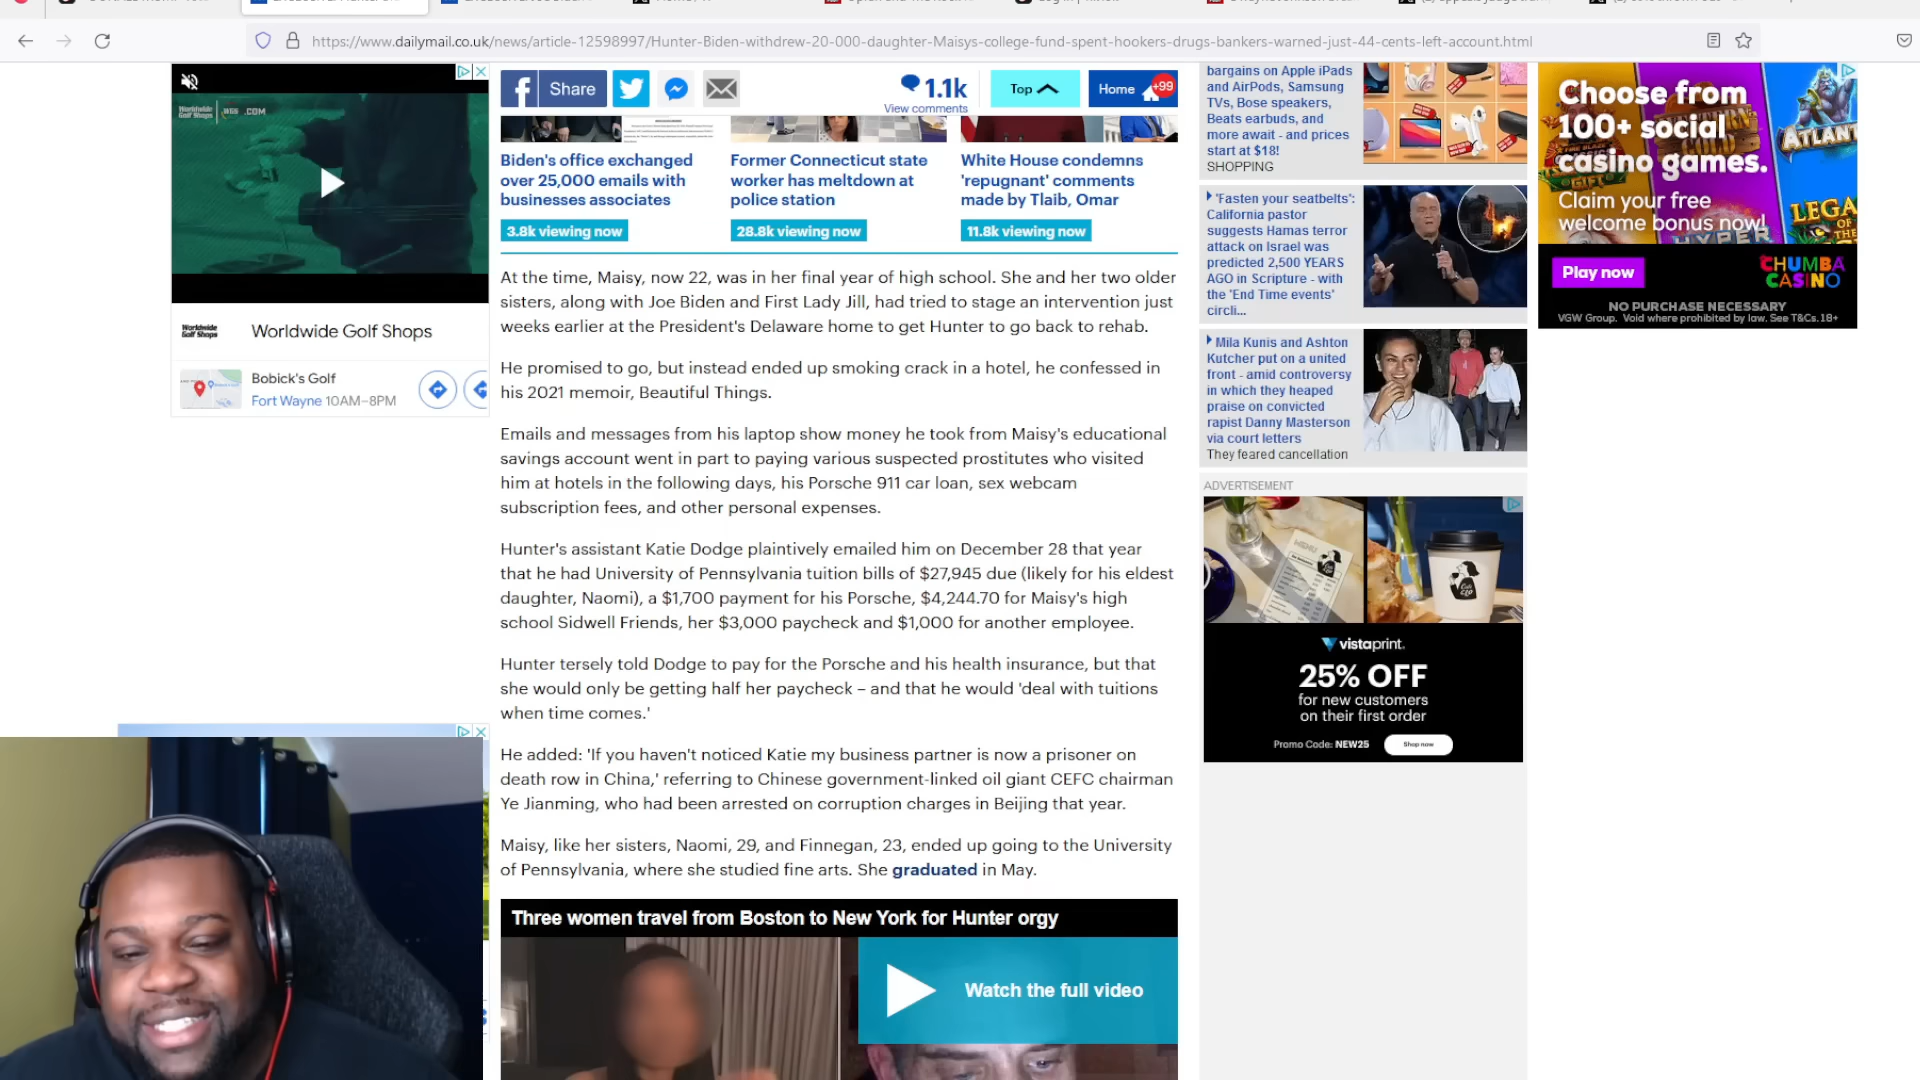 https://www.dailymail.co.uk/news/article-12598997/Hunter-Biden-withdrew-20-000-daughter-Maisys-college-fund-spent-hookers-drugs-bankers-warned-just-44-cents-left-account.html
Worldwide Golf Shops
WGS .COM
Worldwide Golf Shops
Worldwide Golf Shops
Bobick's Golf
Fort Wayne 10AM–8PM
Share
1.1k
View comments
Top
Home
+99
Biden's office exchanged
over 25,000 emails with
businesses associates
3.8k viewing now
Former Connecticut state
worker has meltdown at
police station
28.8k viewing now
White House condemns
'repugnant' comments
made by Tlaib, Omar
11.8k viewing now
At the time, Maisy, now 22, was in her final year of high school. She and her two older
sisters, along with Joe Biden and First Lady Jill, had tried to stage an intervention just
weeks earlier at the President's Delaware home to get Hunter to go back to rehab.
He promised to go, but instead ended up smoking crack in a hotel, he confessed in
his 2021 memoir, Beautiful Things.
Emails and messages from his laptop show money he took from Maisy's educational
savings account went in part to paying various suspected prostitutes who visited
him at hotels in the following days, his Porsche 911 car loan, sex webcam
subscription fees, and other personal expenses.
Hunter's assistant Katie Dodge plaintively emailed him on December 28 that year
that he had University of Pennsylvania tuition bills of $27,945 due (likely for his eldest
daughter, Naomi), a $1,700 payment for his Porsche, $4,244.70 for Maisy's high
school Sidwell Friends, her $3,000 paycheck and $1,000 for another employee.
Hunter tersely told Dodge to pay for the Porsche and his health insurance, but that
she would only be getting half her paycheck – and that he would 'deal with tuitions
when time comes.'
He added: 'If you haven't noticed Katie my business partner is now a prisoner on
death row in China,' referring to Chinese government-linked oil giant CEFC chairman
Ye Jianming, who had been arrested on corruption charges in Beijing that year.
Maisy, like her sisters, Naomi, 29, and Finnegan, 23, ended up going to the University
of Pennsylvania, where she studied fine arts. She graduated in May.
Three women travel from Boston to New York for Hunter orgy
Watch the full video
bargains on Apple iPads
and AirPods, Samsung
TVs, Bose speakers,
Beats earbuds, and
more await - and prices
start at $18!
SHOPPING
'Fasten your seatbelts':
California pastor
suggests Hamas terror
attack on Israel was
predicted 2,500 YEARS
AGO in Scripture - with
the 'End Time events'
circli...
Mila Kunis and Ashton
Kutcher put on a united
front - amid controversy
in which they heaped
praise on convicted
rapist Danny Masterson
via court letters
They feared cancellation
ADVERTISEMENT
MENU
vistaprint.
25% OFF
for new customers
on their first order
Promo Code: NEW25
Shop now
Choose from
100+ social
casino games.
Claim your free
welcome bonus now!
Play now
CHUMBA
CASINO
NO PURCHASE NECESSARY
VGW Group. Void where prohibited by law. See T&Cs. 18+